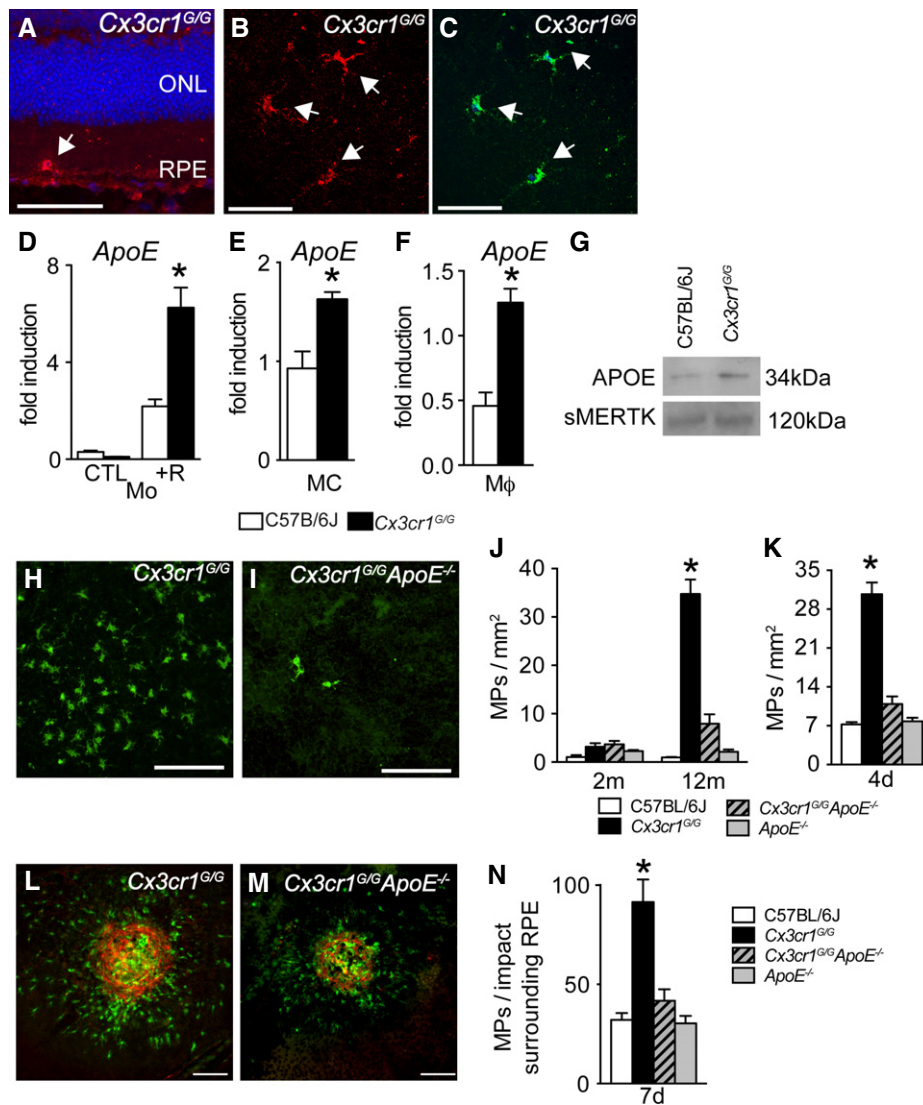 A Cx3cr1G/G
ONL
RPE
B Cx3cr1G/G
C Cx3cr1G/G
D ApoE
*
fold induction
8
6
4
2
0
CTL +R
Mo
E ApoE
*
fold induction
2
1
0
MC
F ApoE
*
fold induction
1.5
1.0
0.5
0.0
Mϕ
G
C57BL/6J
Cx3cr1G/G
APOE 34kDa
sMERTK 120kDa
C57B/6J Cx3cr1G/G
H Cx3cr1G/G
I Cx3cr1G/GApoE-/-
J
*
MPs / mm2
40
30
20
10
0
2m 12m
K
*
MPs / mm2
35
28
21
14
7
0
4d
C57BL/6J Cx3cr1G/GApoE-/-
Cx3cr1G/G ApoE-/-
L Cx3cr1G/G
M Cx3cr1G/GApoE-/-
N
*
MPs / impact
surrounding RPE
100
50
0
7d
C57BL/6J
Cx3cr1G/G
Cx3cr1G/GApoE-/-
ApoE-/-